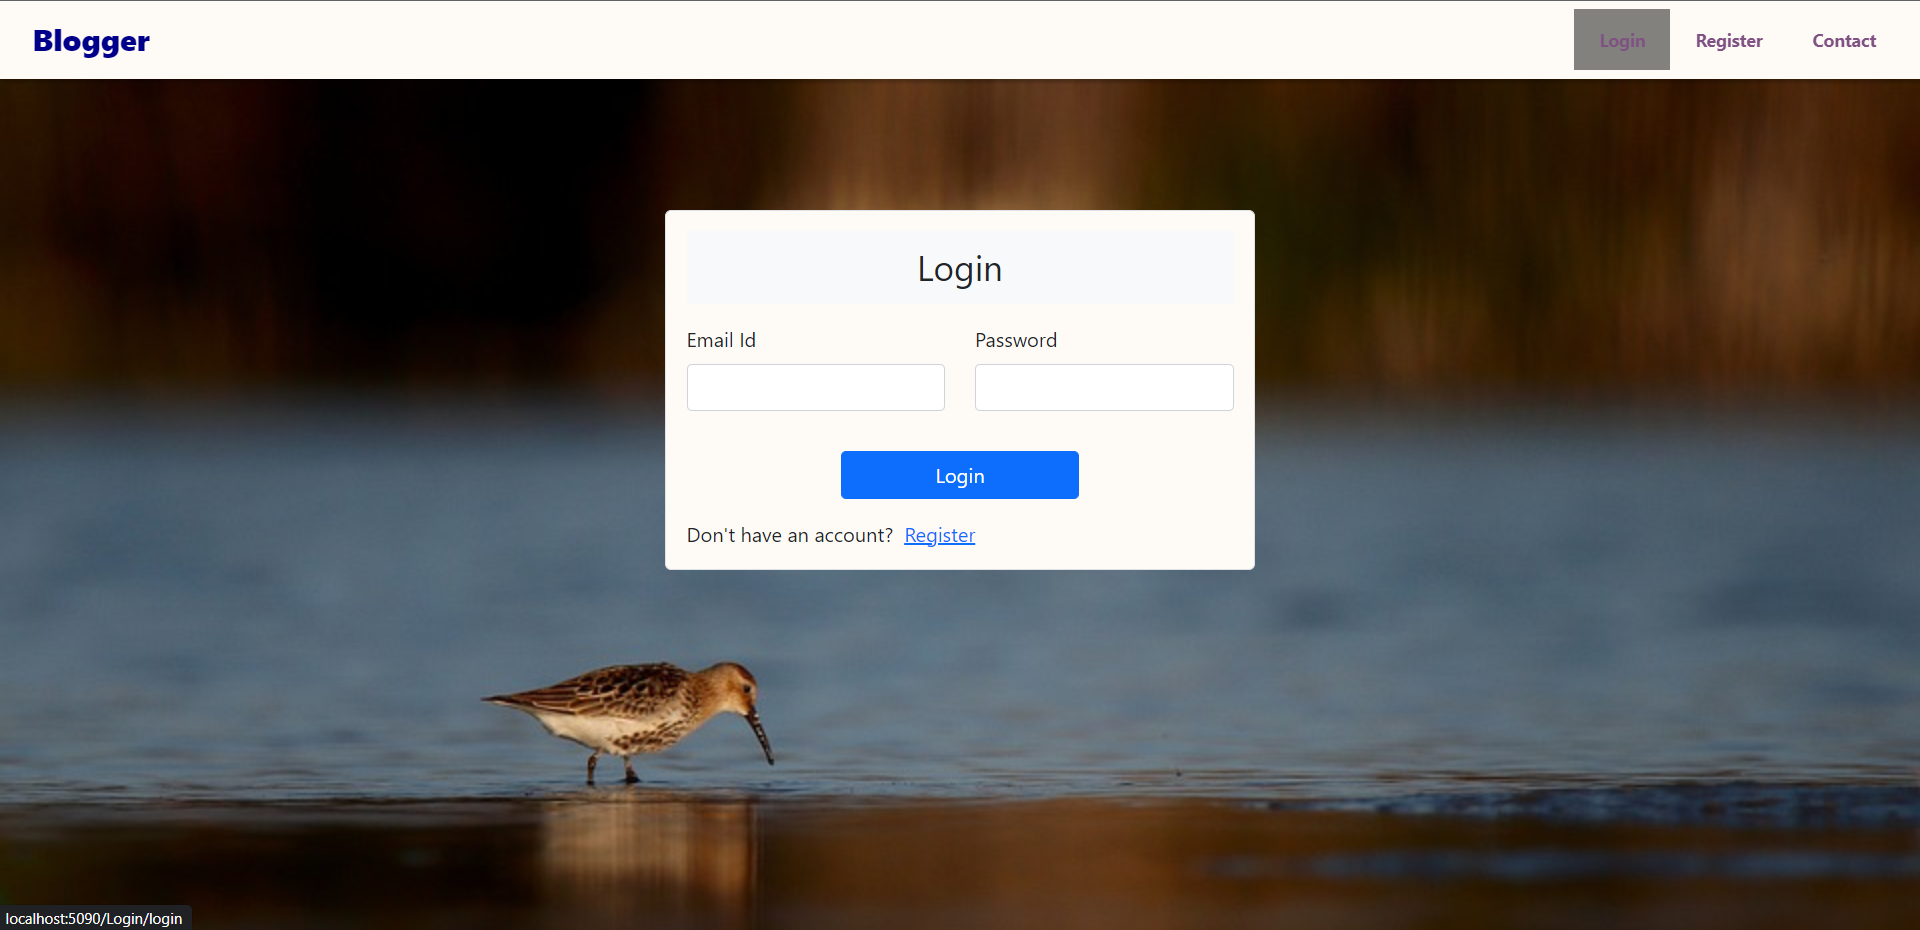 Blogger
Login Register Contact
Login
Email Id Password
Login
Don't have an account? Register
localhost:5090/Login/login